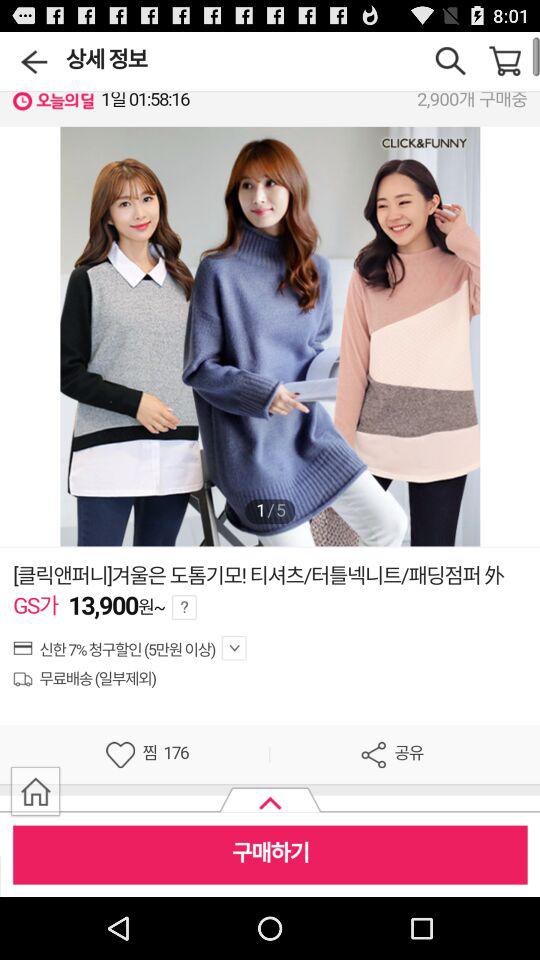 8:01
상세 정보
오늘의딜 1일 01:58:16 2,900개 구매중
CLICK&FUNNY
1/5
[클릭앤퍼니]겨울은 도톰기모! 티셔츠/터틀넥니트/패딩점퍼 外
GS가 13,900원~ ?
신한 7% 청구할인 (5만원 이상)
무료배송 (일부제외)
찜 176 공유
구매하기